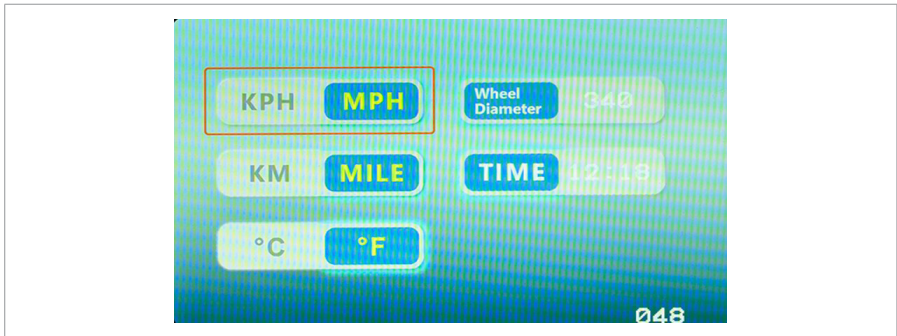 KPH MPH
Wheel
Diameter
340
KM MILE
TIME 12:18
°C °F
048